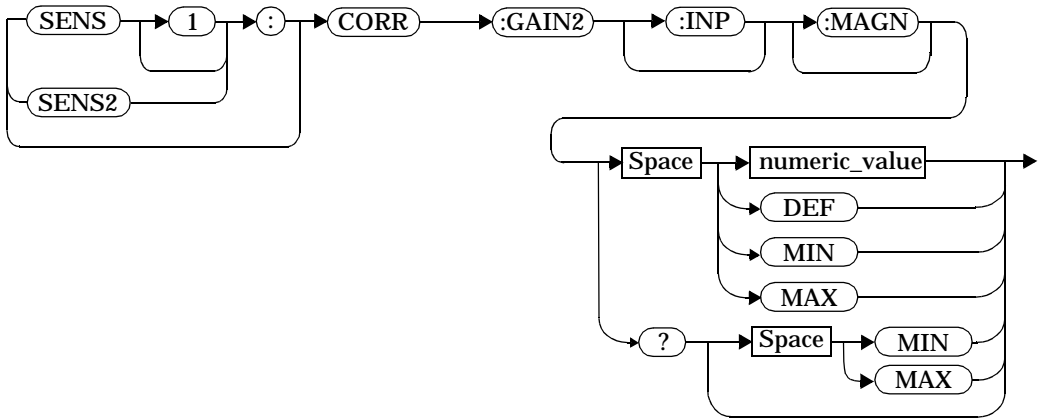 SENS 1 : CORR :GAIN2 :INP :MAGN
SENS2
Space numeric_value
DEF
MIN
MAX
? Space MIN
MAX